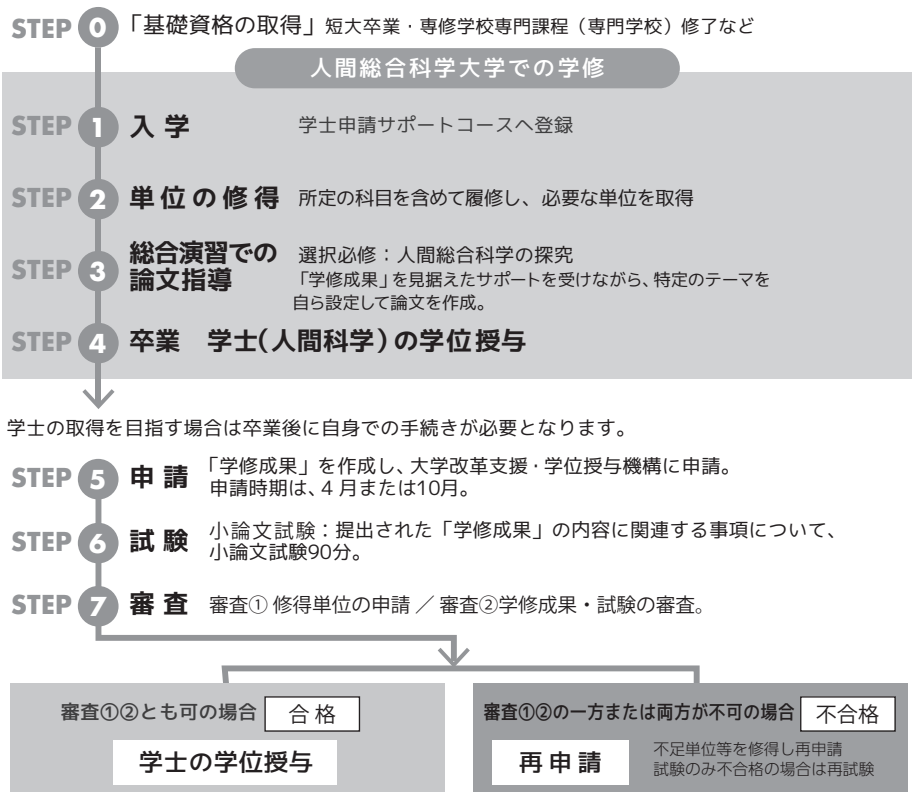 STEP 0 「基礎資格の取得」短大卒業・専修学校専門課程(専門学校)修了など
人間総合科学大学での学修
STEP 1 入学 学士申請サポートコースへ登録
STEP 2 単位の修得 所定の科目を含めて履修し、必要な単位を取得
STEP 3 総合演習での
論文指導
選択必修：人間総合科学の探究
「学修成果」を見据えたサポートを受けながら、特定のテーマを
自ら設定して論文を作成。
STEP 4 卒業 学士(人間科学)の学位授与
学士の取得を目指す場合は卒業後に自身での手続きが必要となります。
STEP 5 申請 「学修成果」を作成し、大学改革支援・学位授与機構に申請。
申請時期は、4月または10月。
STEP 6 試験 小論文試験：提出された「学修成果」の内容に関連する事項について、
小論文試験90分。
STEP 7 審査 審査① 修得単位の申請 ／ 審査②学修成果・試験の審査。
審査①②とも可の場合 合格
学士の学位授与
審査①②の一方または両方が不可の場合 不合格
再申請
不足単位等を修得し再申請
試験のみ不合格の場合は再試験